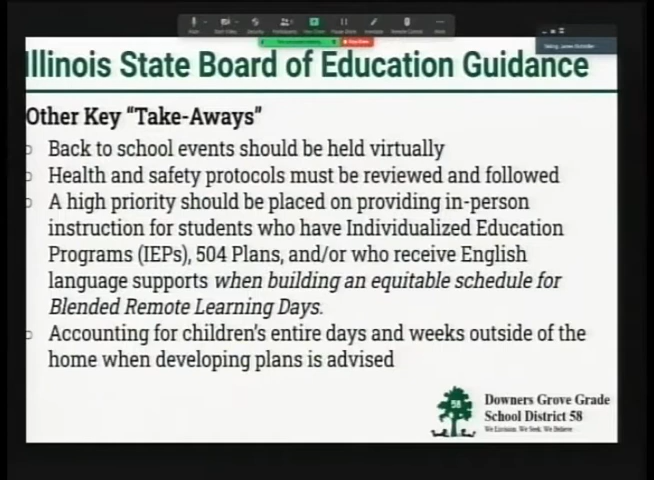 Illinois State Board of Education Guidance
Other Key “Take-Aways”
Back to school events should be held virtually
Health and safety protocols must be reviewed and followed
A high priority should be placed on providing in-person
instruction for students who have Individualized Education
Programs (IEPs), 504 Plans, and/or who receive English
language supports when building an equitable schedule for
Blended Remote Learning Days.
Accounting for children’s entire days and weeks outside of the
home when developing plans is advised
58
Downers Grove Grade
School District 58